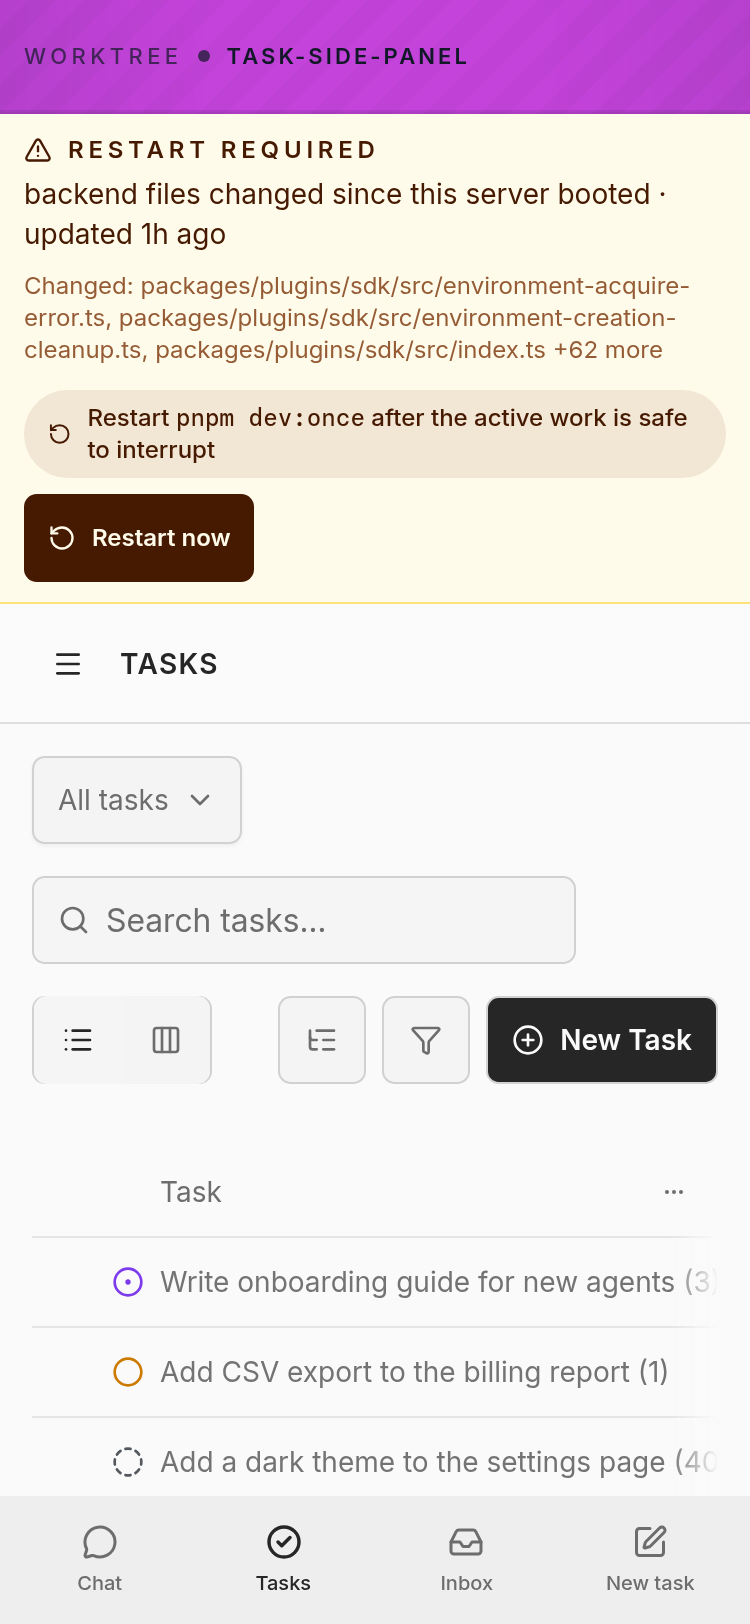 WORKTREE ● TASK-SIDE-PANEL
RESTART REQUIRED
backend files changed since this server booted ·
updated 1h ago
Changed: packages/plugins/sdk/src/environment-acquire-
error.ts, packages/plugins/sdk/src/environment-creation-
cleanup.ts, packages/plugins/sdk/src/index.ts +62 more
Restart pnpm dev:once after the active work is safe
to interrupt
Restart now
TASKS
All tasks
Search tasks...
New Task
Task ...
Write onboarding guide for new agents (3)
Add CSV export to the billing report (1)
Add a dark theme to the settings page (40
Chat Tasks Inbox New task